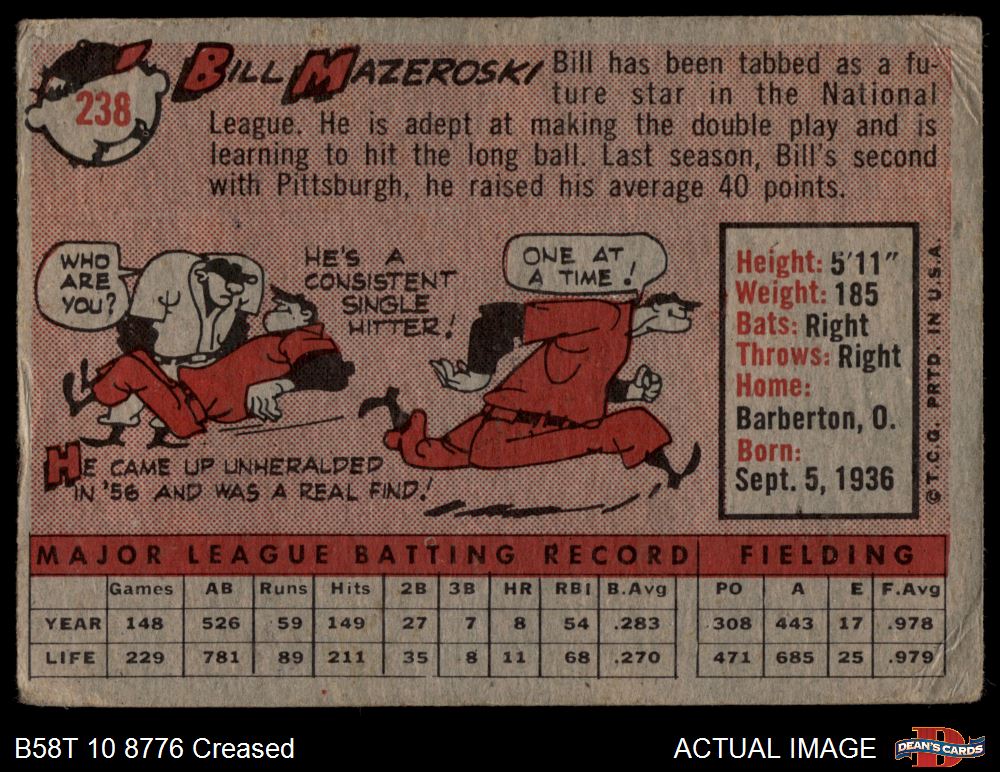 238
BILL MAZEROSKI
Bill has been tabbed as a fu-
ture star in the National
League. He is adept at making the double play and is
learning to hit the long ball. Last season, Bill's second
with Pittsburgh, he raised his average 40 points.
WHO
ARE
YOU?
HE'S A
CONSISTENT
SINGLE
HITTER!
ONE AT
A TIME!
HE CAME UP UNHERALDED
IN '56 AND WAS A REAL FIND!
Height: 5'11"
Weight: 185
Bats: Right
Throws: Right
Home:
Barberton, O.
Born:
Sept. 5, 1936
© T.C.G. PRTD. IN U.S.A.
MAJOR LEAGUE BATTING RECORD FIELDING
Games AB Runs Hits 2B 3B HR RBI B.Avg PO A E F.Avg
YEAR 148 526 59 149 27 7 8 54 .283 308 443 17 .978
LIFE 229 781 89 211 35 8 11 68 .270 471 685 25 .979
B58T 10 8776 Creased
ACTUAL IMAGE
DEAN'S CARDS